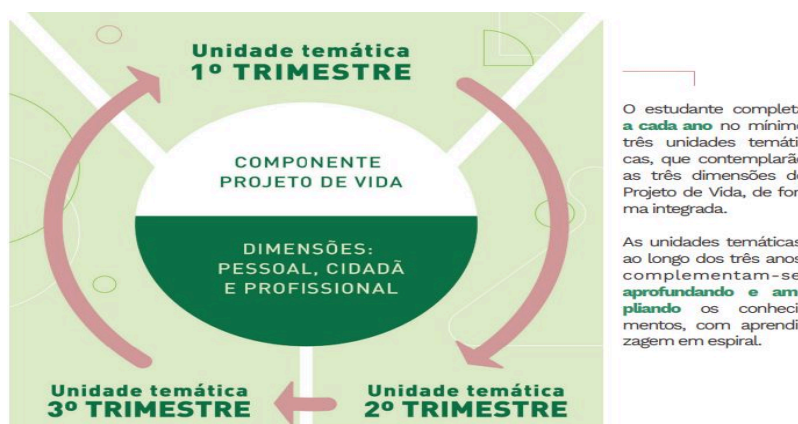 Unidade temática
1º TRIMESTRE
COMPONENTE
PROJETO DE VIDA
DIMENSÕES:
PESSOAL, CIDADÃ
E PROFISSIONAL
Unidade temática
3º TRIMESTRE
Unidade temática
2º TRIMESTRE
O estudante complet
a cada ano no mínimo
três unidades temáti
cas, que contemplarão
as três dimensões d
Projeto de Vida, de for
ma integrada.
As unidades temáticas
ao longo dos três anos
complementam-se
aprofundando e am
pliando os conheci
mentos, com aprendi
zagem em espiral.